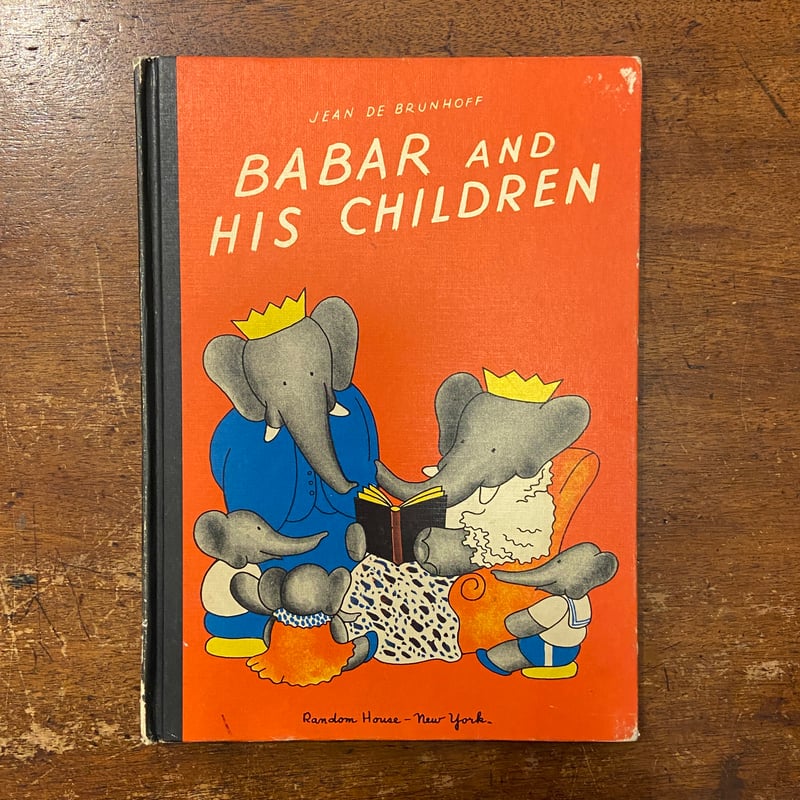 JEAN DE BRUNHOFF
BABAR AND
HIS CHILDREN
Random House - New York.